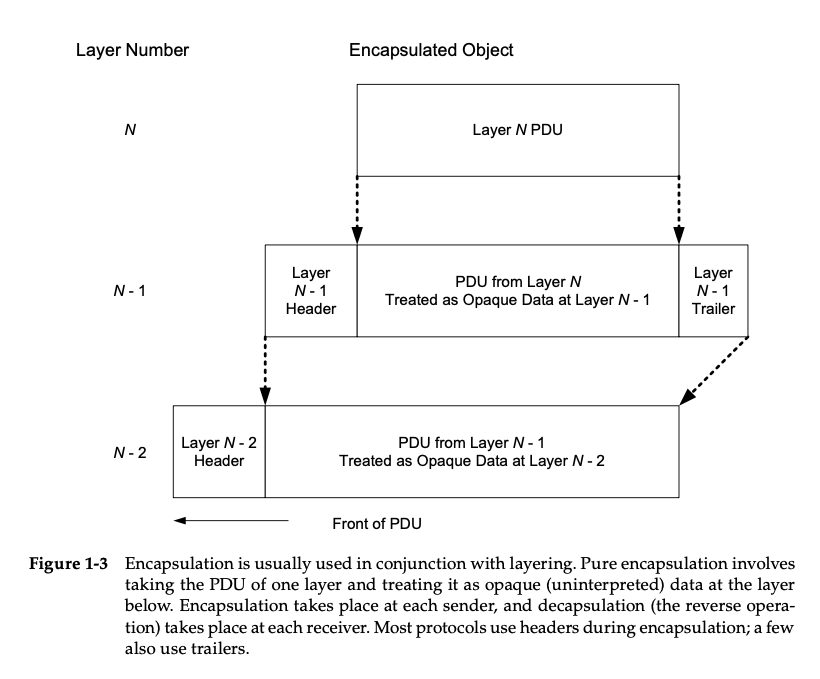 Layer Number Encapsulated Object
N
Layer N PDU
N - 1
Layer
N - 1
Header
PDU from Layer N
Treated as Opaque Data at Layer N - 1
Layer
N - 1
Trailer
N - 2
Layer N - 2
Header
PDU from Layer N - 1
Treated as Opaque Data at Layer N - 2
Front of PDU
Figure 1-3 Encapsulation is usually used in conjunction with layering. Pure encapsulation involves
taking the PDU of one layer and treating it as opaque (uninterpreted) data at the layer
below. Encapsulation takes place at each sender, and decapsulation (the reverse opera-
tion) takes place at each receiver. Most protocols use headers during encapsulation; a few
also use trailers.